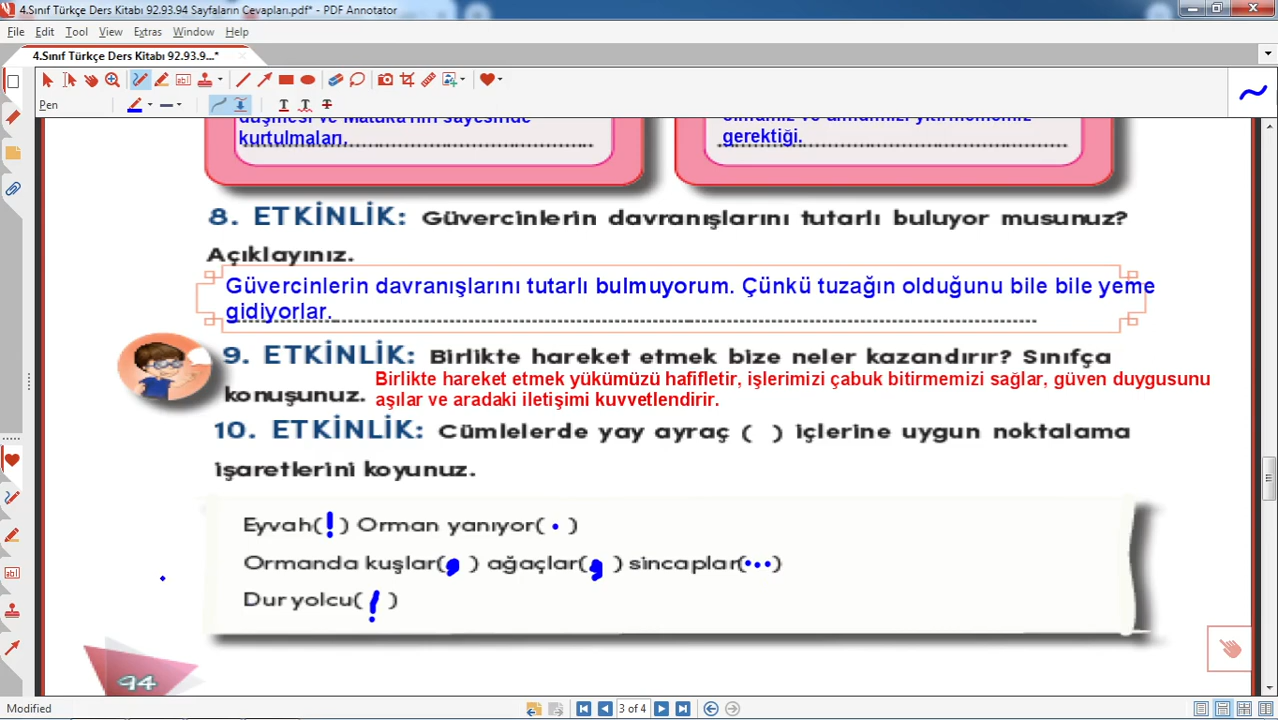 4.Sınıf Türkçe Ders Kitabı 92.93.94 Sayfaların Cevapları.pdf* - PDF Annotator
File Edit Tool View Extras Window Help
4.Sınıf Türkçe Ders Kitabı 92.93.9...*
Pen
düşmesi ve Matuka'nın sayesinde
kurtulmaları.
gerektiği.
8. ETKİNLİK: Güvercinlerin davranışlarını tutarlı buluyor musunuz?
Açıklayınız.
Güvercinlerin davranışlarını tutarlı bulmuyorum. Çünkü tuzağın olduğunu bile bile yeme
gidiyorlar.
9. ETKİNLİK: Birlikte hareket etmek bize neler kazandırır? Sınıfça
konuşunuz.
Birlikte hareket etmek yükümüzü hafifletir, işlerimizi çabuk bitirmemizi sağlar, güven duygusunu
aşılar ve aradaki iletişimi kuvvetlendirir.
10. ETKİNLİK: Cümlelerde yay ayraç ( ) içlerine uygun noktalama
işaretlerini koyunuz.
Eyvah(!) Orman yanıyor(.)
Ormanda kuşlar(,) ağaçlar(,) sincaplar(...)
Dur yolcu(!)
94
Modified
3 of 4